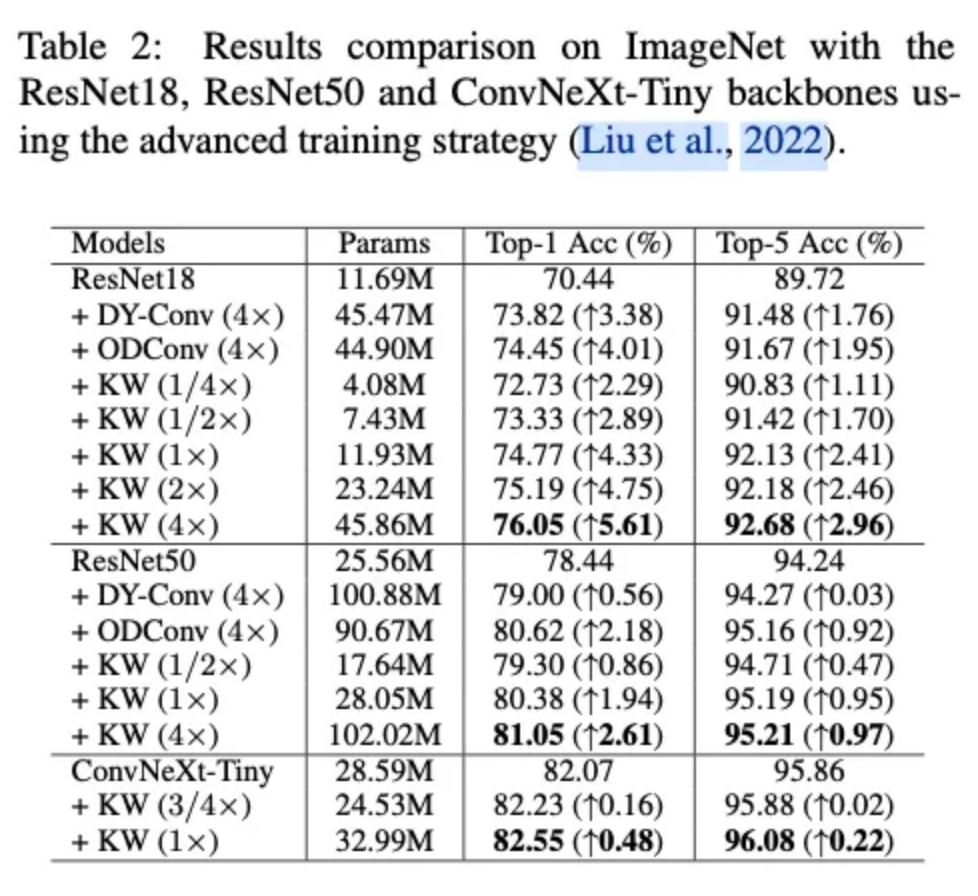 Table 2: Results comparison on ImageNet with the
ResNet18, ResNet50 and ConvNeXt-Tiny backbones us-
ing the advanced training strategy (Liu et al., 2022).
Models Params Top-1 Acc (%) Top-5 Acc (%)
ResNet18 11.69M 70.44 89.72
+ DY-Conv (4×) 45.47M 73.82 (↑3.38) 91.48 (↑1.76)
+ ODConv (4×) 44.90M 74.45 (↑4.01) 91.67 (↑1.95)
+ KW (1/4×) 4.08M 72.73 (↑2.29) 90.83 (↑1.11)
+ KW (1/2×) 7.43M 73.33 (↑2.89) 91.42 (↑1.70)
+ KW (1×) 11.93M 74.77 (↑4.33) 92.13 (↑2.41)
+ KW (2×) 23.24M 75.19 (↑4.75) 92.18 (↑2.46)
+ KW (4×) 45.86M 76.05 (↑5.61) 92.68 (↑2.96)
ResNet50 25.56M 78.44 94.24
+ DY-Conv (4×) 100.88M 79.00 (↑0.56) 94.27 (↑0.03)
+ ODConv (4×) 90.67M 80.62 (↑2.18) 95.16 (↑0.92)
+ KW (1/2×) 17.64M 79.30 (↑0.86) 94.71 (↑0.47)
+ KW (1×) 28.05M 80.38 (↑1.94) 95.19 (↑0.95)
+ KW (4×) 102.02M 81.05 (↑2.61) 95.21 (↑0.97)
ConvNeXt-Tiny 28.59M 82.07 95.86
+ KW (3/4×) 24.53M 82.23 (↑0.16) 95.88 (↑0.02)
+ KW (1×) 32.99M 82.55 (↑0.48) 96.08 (↑0.22)